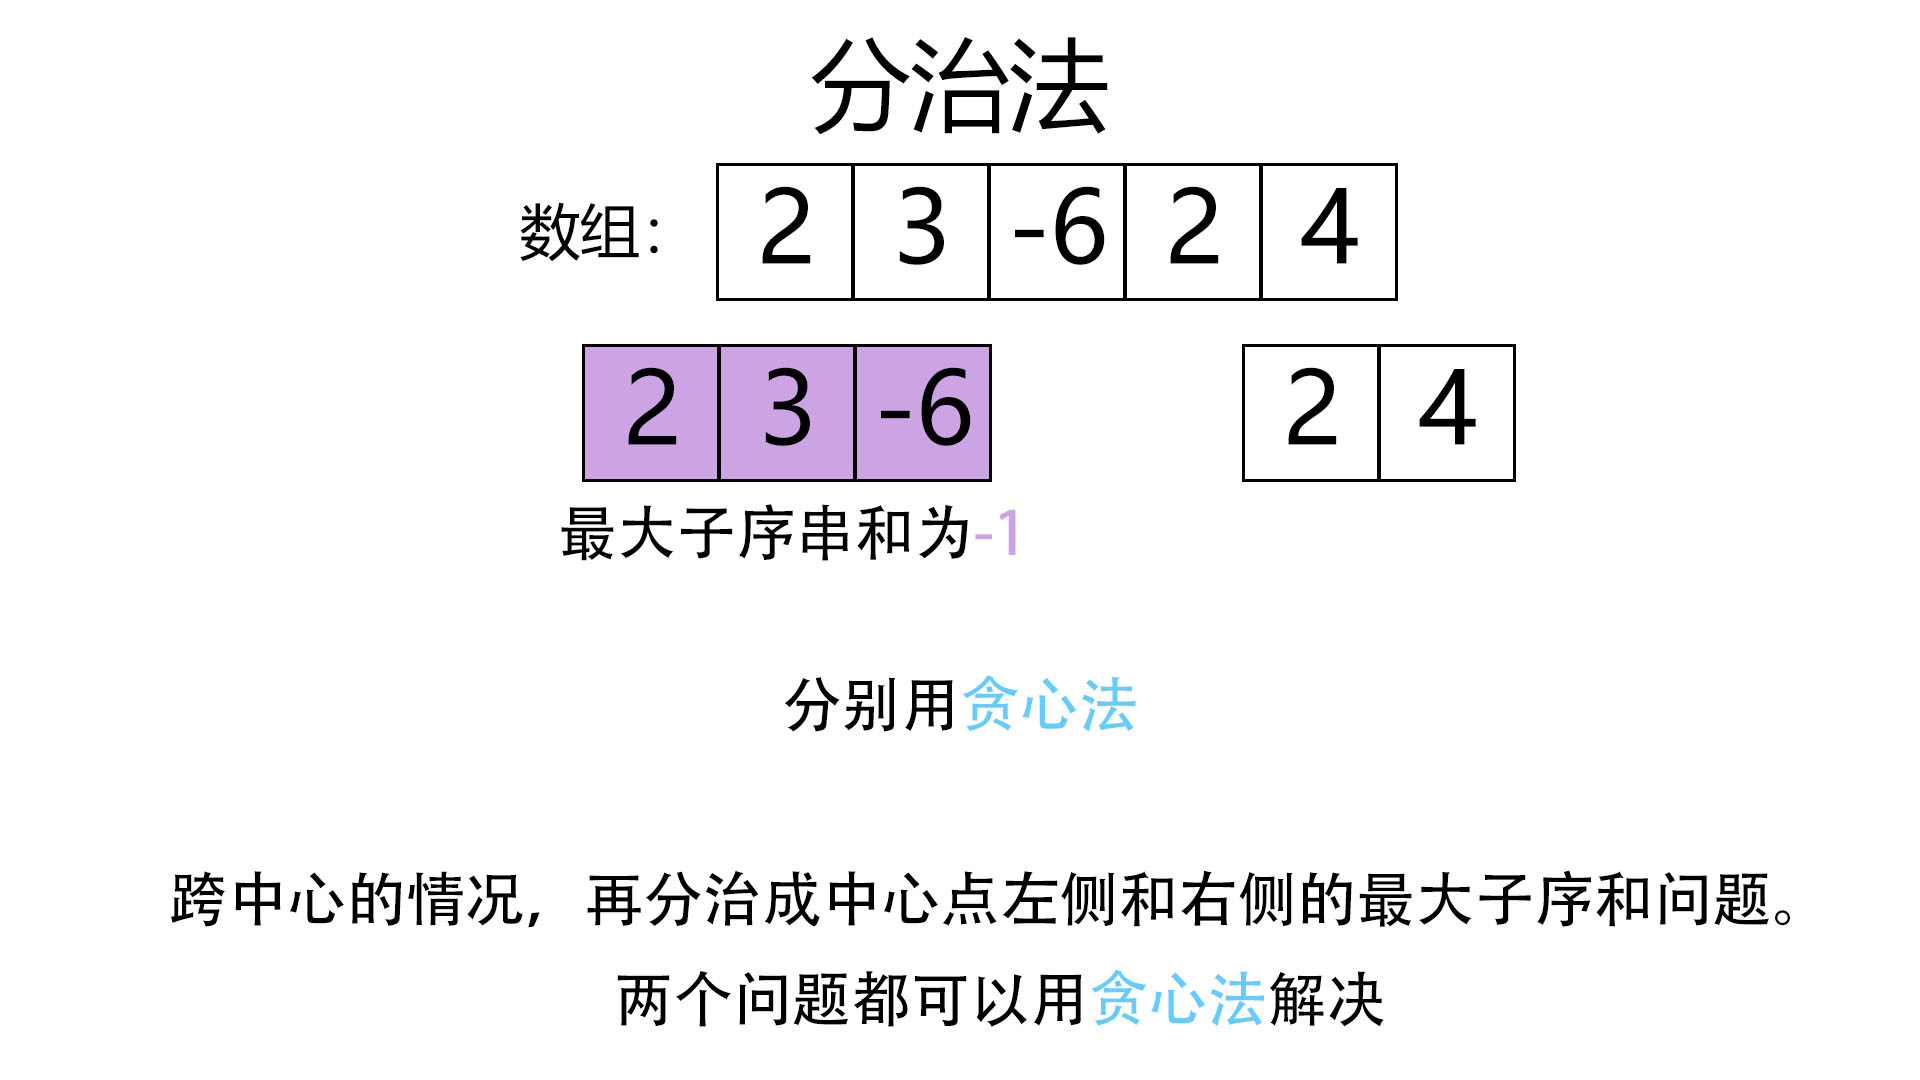 分治法
数组： 2 3 -6 2 4
2 3 -6 2 4
最大子序串和为-1
分别用贪心法
跨中心的情况，再分治成中心点左侧和右侧的最大子序和问题。
两个问题都可以用贪心法解决